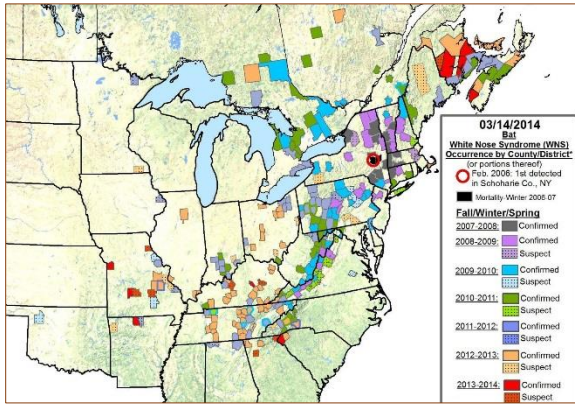 03/14/2014
Bat
White Nose Syndrome (WNS)
Occurrence by County/District*
(or portions thereof)
Feb. 2006: 1st detected
in Schoharie Co., NY
Mortality-Winter 2006-07
Fall/Winter/Spring
2007-2008: Confirmed
2008-2009: Confirmed
Suspect
2009-2010: Confirmed
Suspect
2010-2011: Confirmed
Suspect
2011-2012: Confirmed
Suspect
2012-2013: Confirmed
Suspect
2013-2014: Confirmed
Suspect